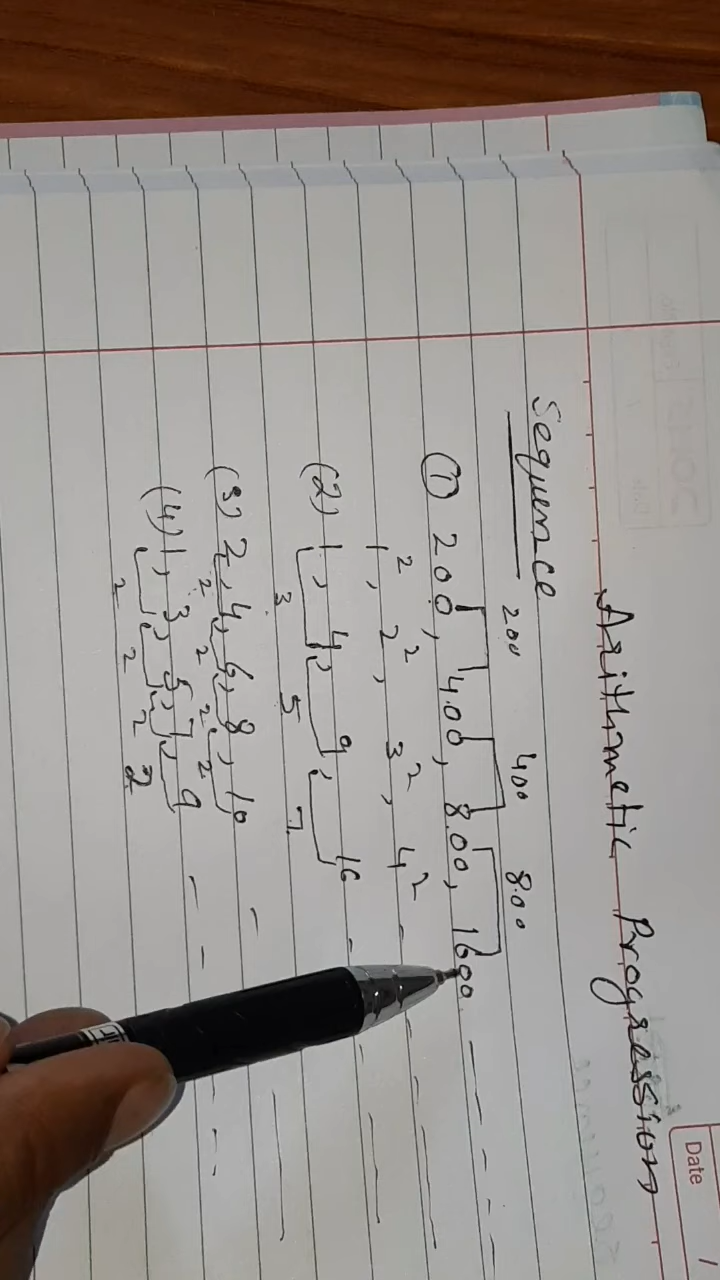 Date
Arithmetic Progression
Sequence
200 400 800
(1) 200, 400, 800, 1600 - - - -
1², 2², 3², 4² - - - -
(2) 1, 4, 9, 16 - - -
3 5 7
(3) 2, 4, 6, 8, 10 - -
2 2 2 2
(4) 1, 3, 5, 7, 9 - - - -
2 2 2 2